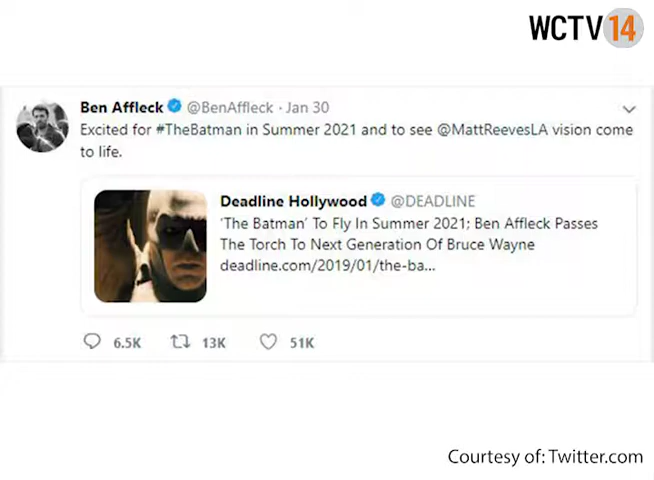 WCTV 14
Ben Affleck @BenAffleck · Jan 30
Excited for #TheBatman in Summer 2021 and to see @MattReevesLA vision come
to life.
Deadline Hollywood @DEADLINE
'The Batman' To Fly In Summer 2021; Ben Affleck Passes
The Torch To Next Generation Of Bruce Wayne
deadline.com/2019/01/the-ba...
6.5K 13K 51K
Courtesy of: Twitter.com